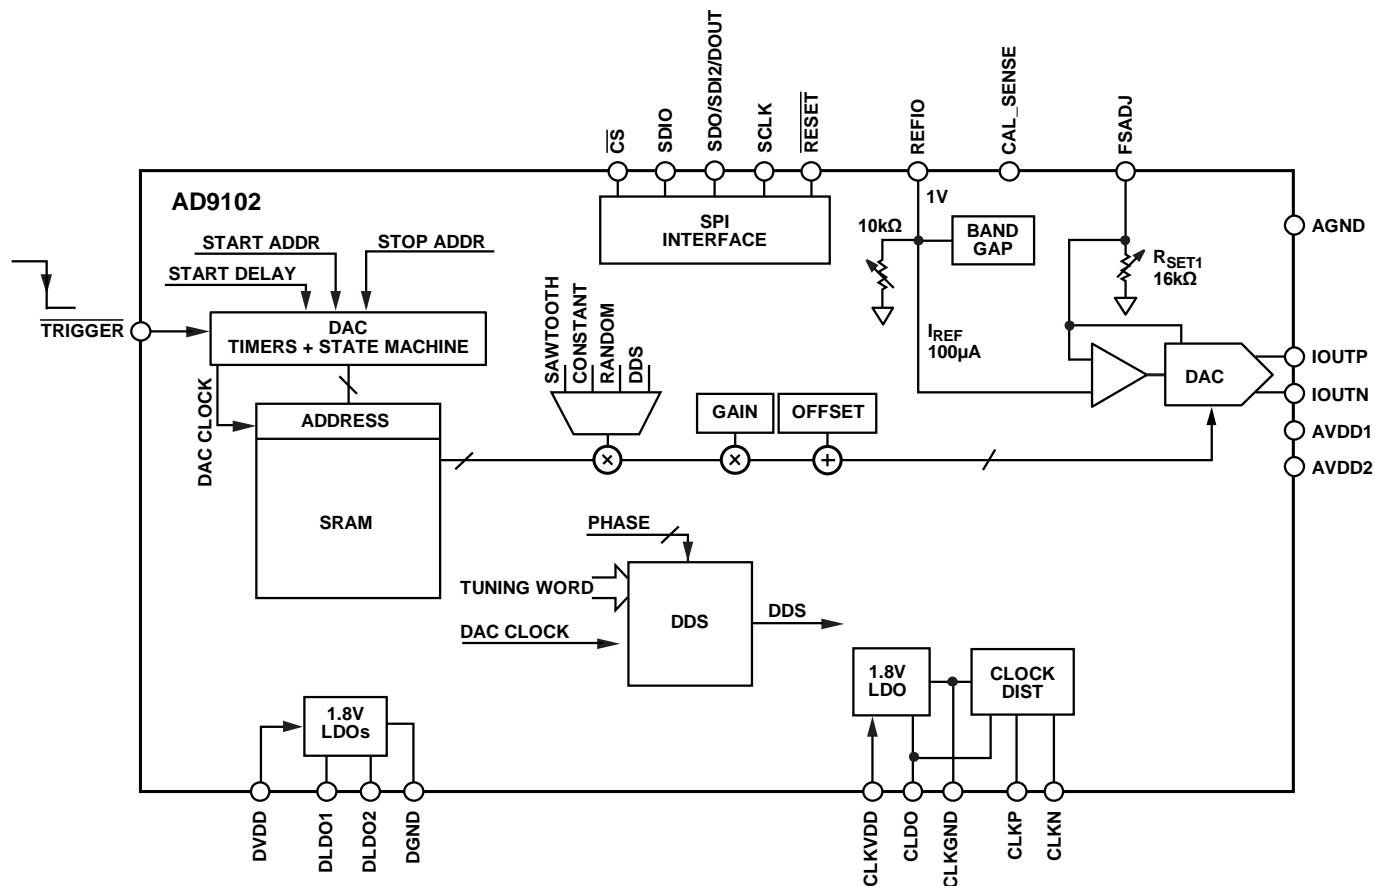 CS
SDIO
SDO/SDI2/DOUT
SCLK
RESET
REFIO
CAL_SENSE
FSADJ
AD9102
SPI
INTERFACE
1V
10kΩ
BAND
GAP
AGND
START ADDR
STOP ADDR
START DELAY
RSET1
16kΩ
TRIGGER
DAC
TIMERS + STATE MACHINE
SAWTOOTH
CONSTANT
RANDOM
DDS
IREF
100µA
DAC
IOUTP
IOUTN
DAC CLOCK
ADDRESS
GAIN
OFFSET
AVDD1
×
×
+
AVDD2
SRAM
PHASE
TUNING WORD
DDS
DDS
DAC CLOCK
1.8V
LDO
CLOCK
DIST
1.8V
LDOs
DVDD
DLDO1
DLDO2
DGND
CLKVDD
CLDO
CLKGND
CLKP
CLKN